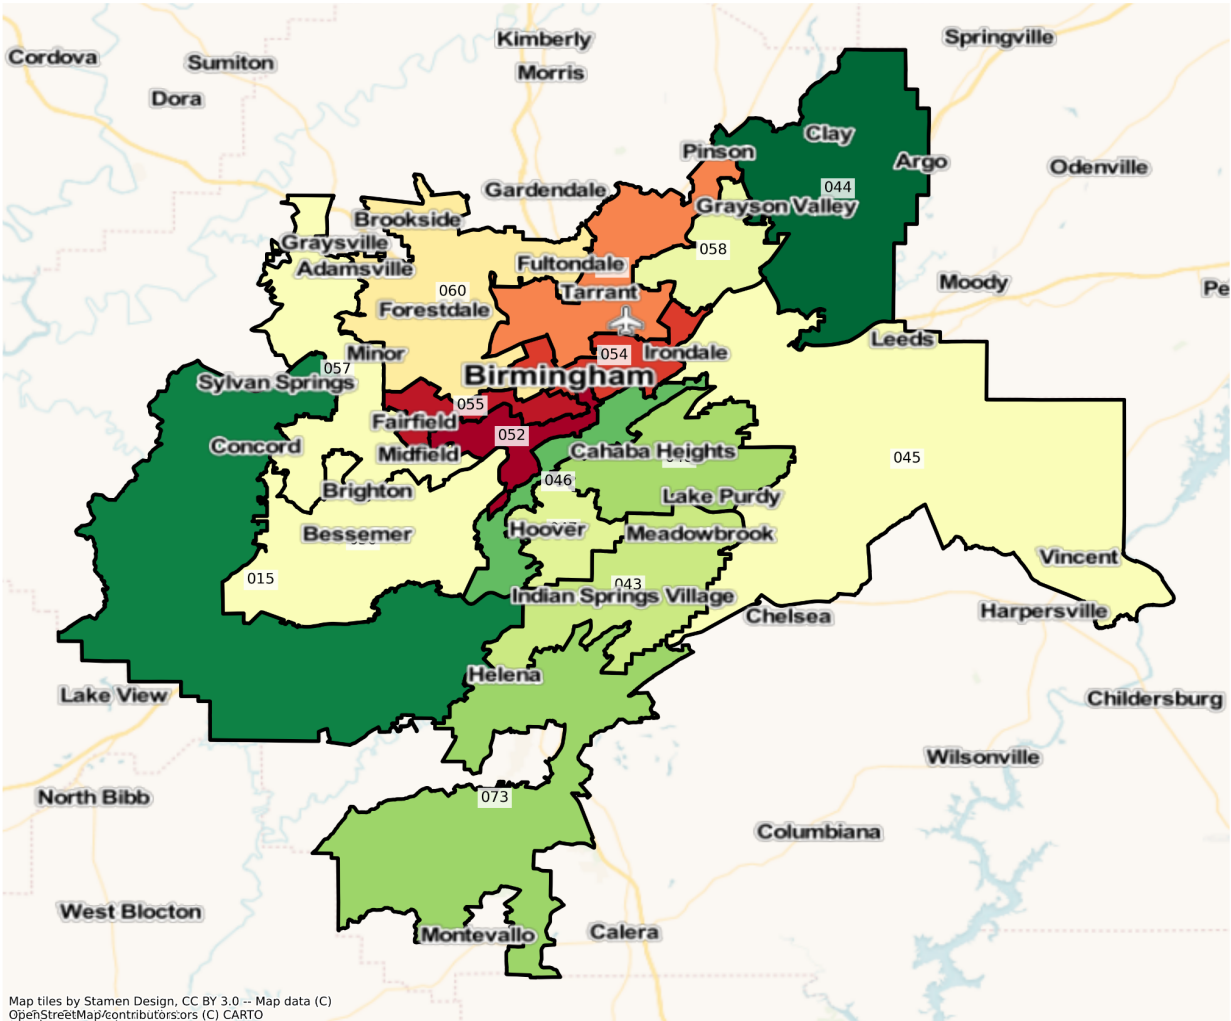 Kimberly
Springville
Cordova
Sumiton
Morris
Dora
Clay
Pinson
Argo
Odenville
044
Gardendale
Grayson Valley
Brookside
Graysville
058
Fultondale
Adamsville
Moody
Pe
060
Tarrant
Forestdale
Leeds
Minor
054
Irondale
057
Birmingham
Sylvan Springs
055
Fairfield
052
Concord
Cahaba Heights
045
Midfield
046
Brighton
Lake Purdy
Hoover
Bessemer
Meadowbrook
Vincent
015
043
Indian Springs Village
Harpersville
Chelsea
Helena
Lake View
Childersburg
Wilsonville
North Bibb
073
Columbiana
West Blocton
Calera
Montevallo
Map tiles by Stamen Design, CC BY 3.0 -- Map data (C)
OpenStreetMap contributors
(C) CARTO